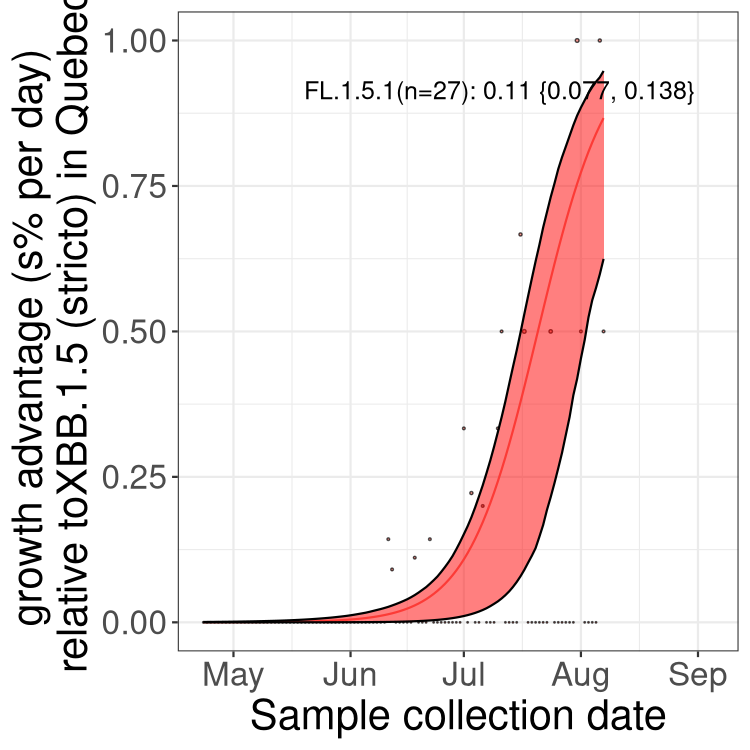 growth advantage (s% per day)
relative toXBB.1.5 (stricto) in Quebec
1.00
0.75
0.50
0.25
0.00
FL.1.5.1(n=27): 0.11 {0.077, 0.138}
May Jun Jul Aug Sep
Sample collection date